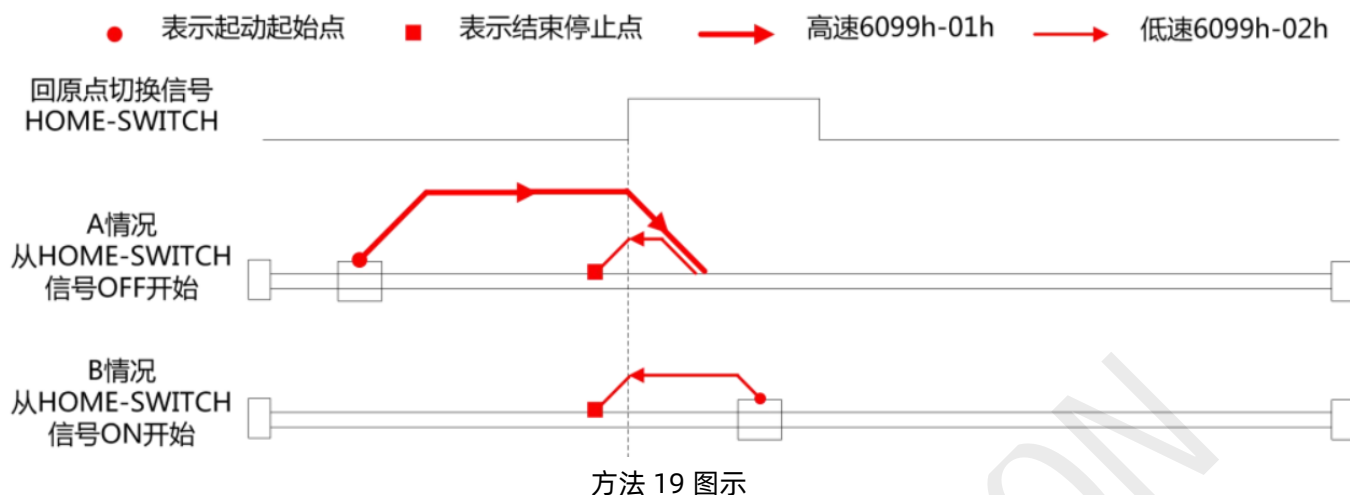 表示起动起始点 表示结束停止点 高速6099h-01h 低速6099h-02h
回原点切换信号
HOME-SWITCH
A情况
从HOME-SWITCH
信号OFF开始
B情况
从HOME-SWITCH
信号ON开始
方法 19 图示